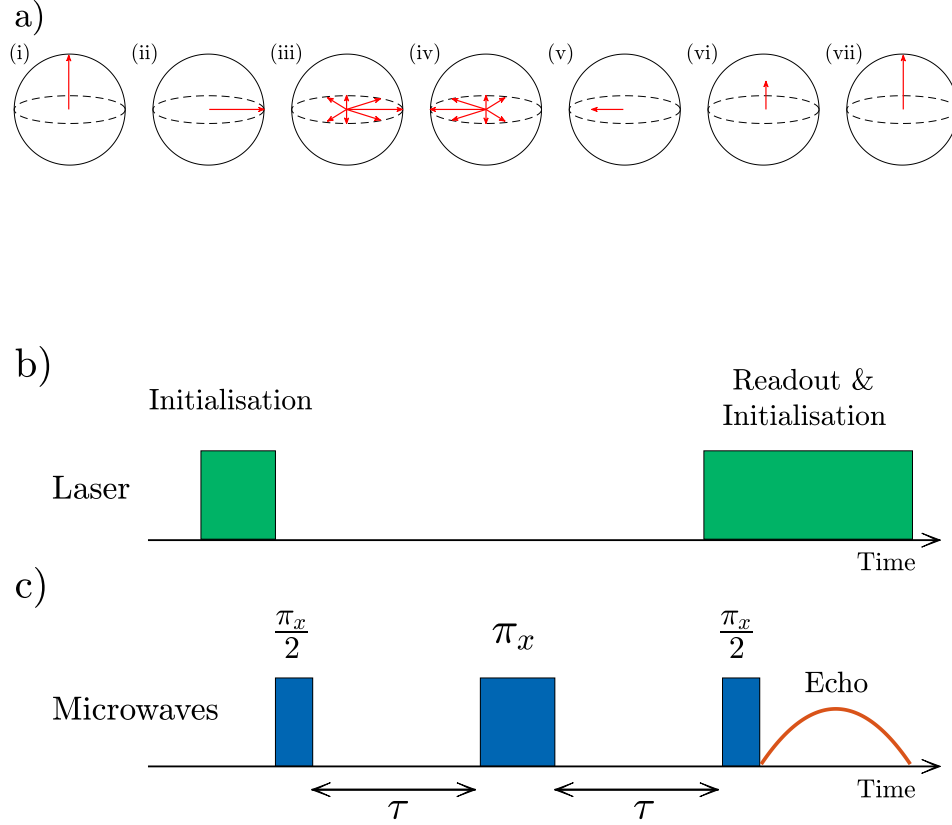 a)
(i) (ii) (iii) (iv) (v) (vi) (vii)
b)
Initialisation
Readout &
Initialisation
Laser
Time
c)
π_x/2 π_x π_x/2
Microwaves
Echo
Time
τ τ